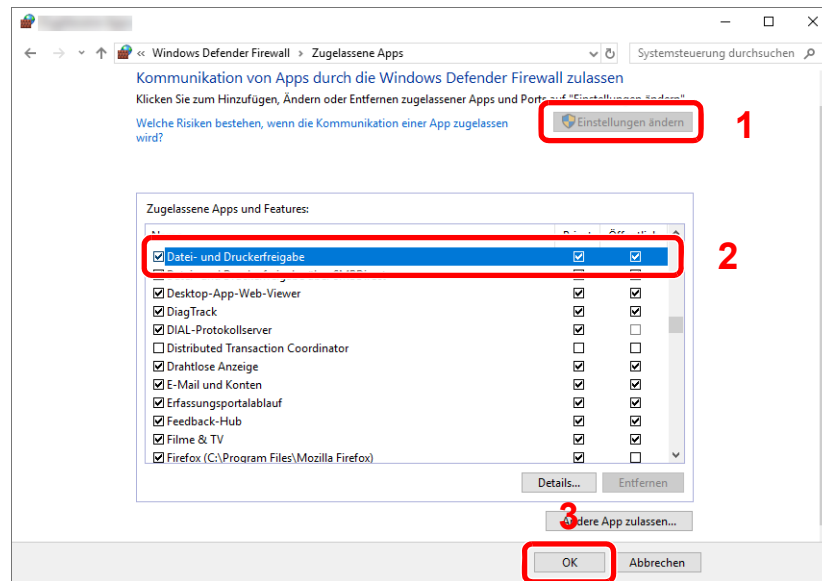 « Windows Defender Firewall › Zugelassene Apps
Systemsteuerung durchsuchen
Kommunikation von Apps durch die Windows Defender Firewall zulassen
Klicken Sie zum Hinzufügen, Ändern oder Entfernen zugelassener Apps und Ports auf "Einstellungen ändern".
Welche Risiken bestehen, wenn die Kommunikation einer App zugelassen
wird?
Einstellungen ändern
1
Zugelassene Apps und Features:
Datei- und Druckerfreigabe
2
Desktop-App-Web-Viewer
DiagTrack
DIAL-Protokollserver
Distributed Transaction Coordinator
Drahtlose Anzeige
E-Mail und Konten
Erfassungsportalablauf
Feedback-Hub
Filme & TV
Firefox (C:\Program Files\Mozilla Firefox)
Details...
Entfernen
3
Andere App zulassen...
OK
Abbrechen